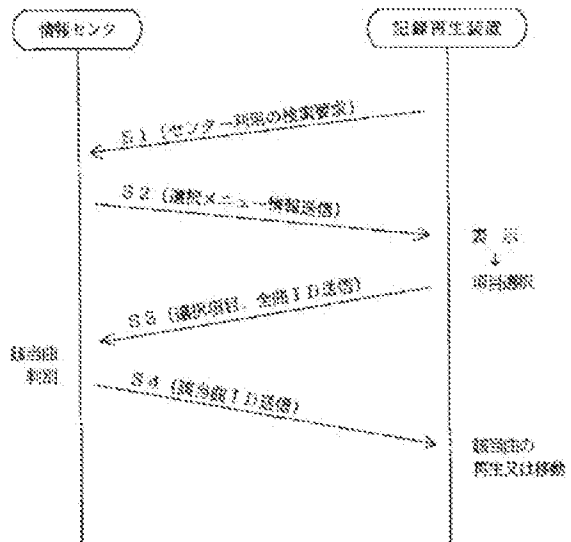 情報センタ
記録再生装置
S1 (センター利用の検索要求)
S2 (選択メニュー情報送信)
表 示
↓
項目選択
S3 (選択項目、全曲ID送信)
該当曲
判別
S4 (該当曲ID送信)
該当曲の
再生又は移動